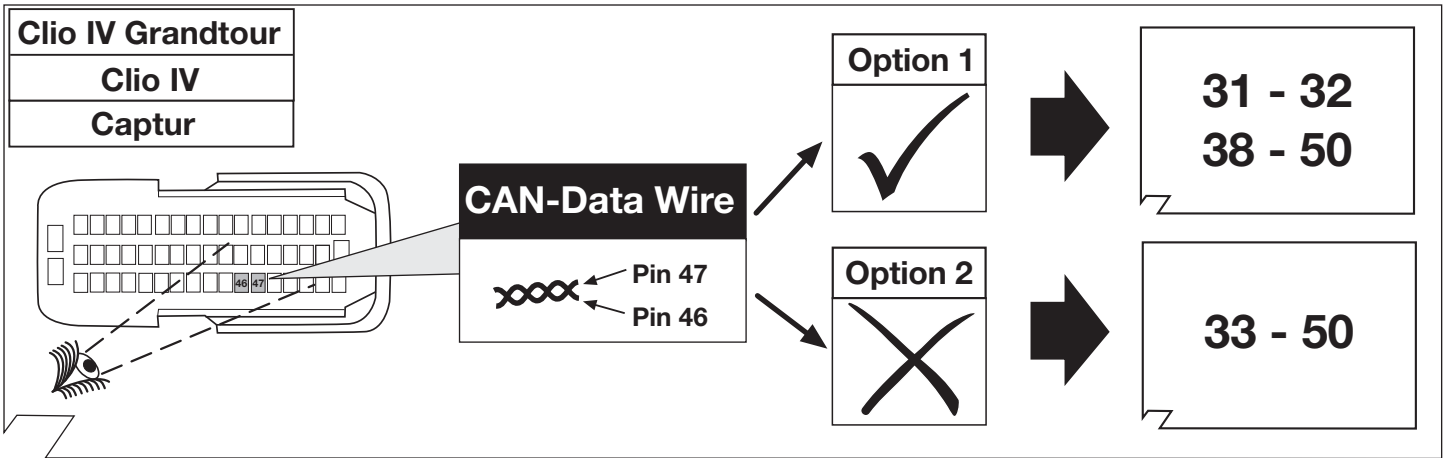 Clio IV Grandtour
Clio IV
Captur
46 47
CAN-Data Wire
Pin 47
Pin 46
Option 1
31 - 32
38 - 50
Option 2
33 - 50